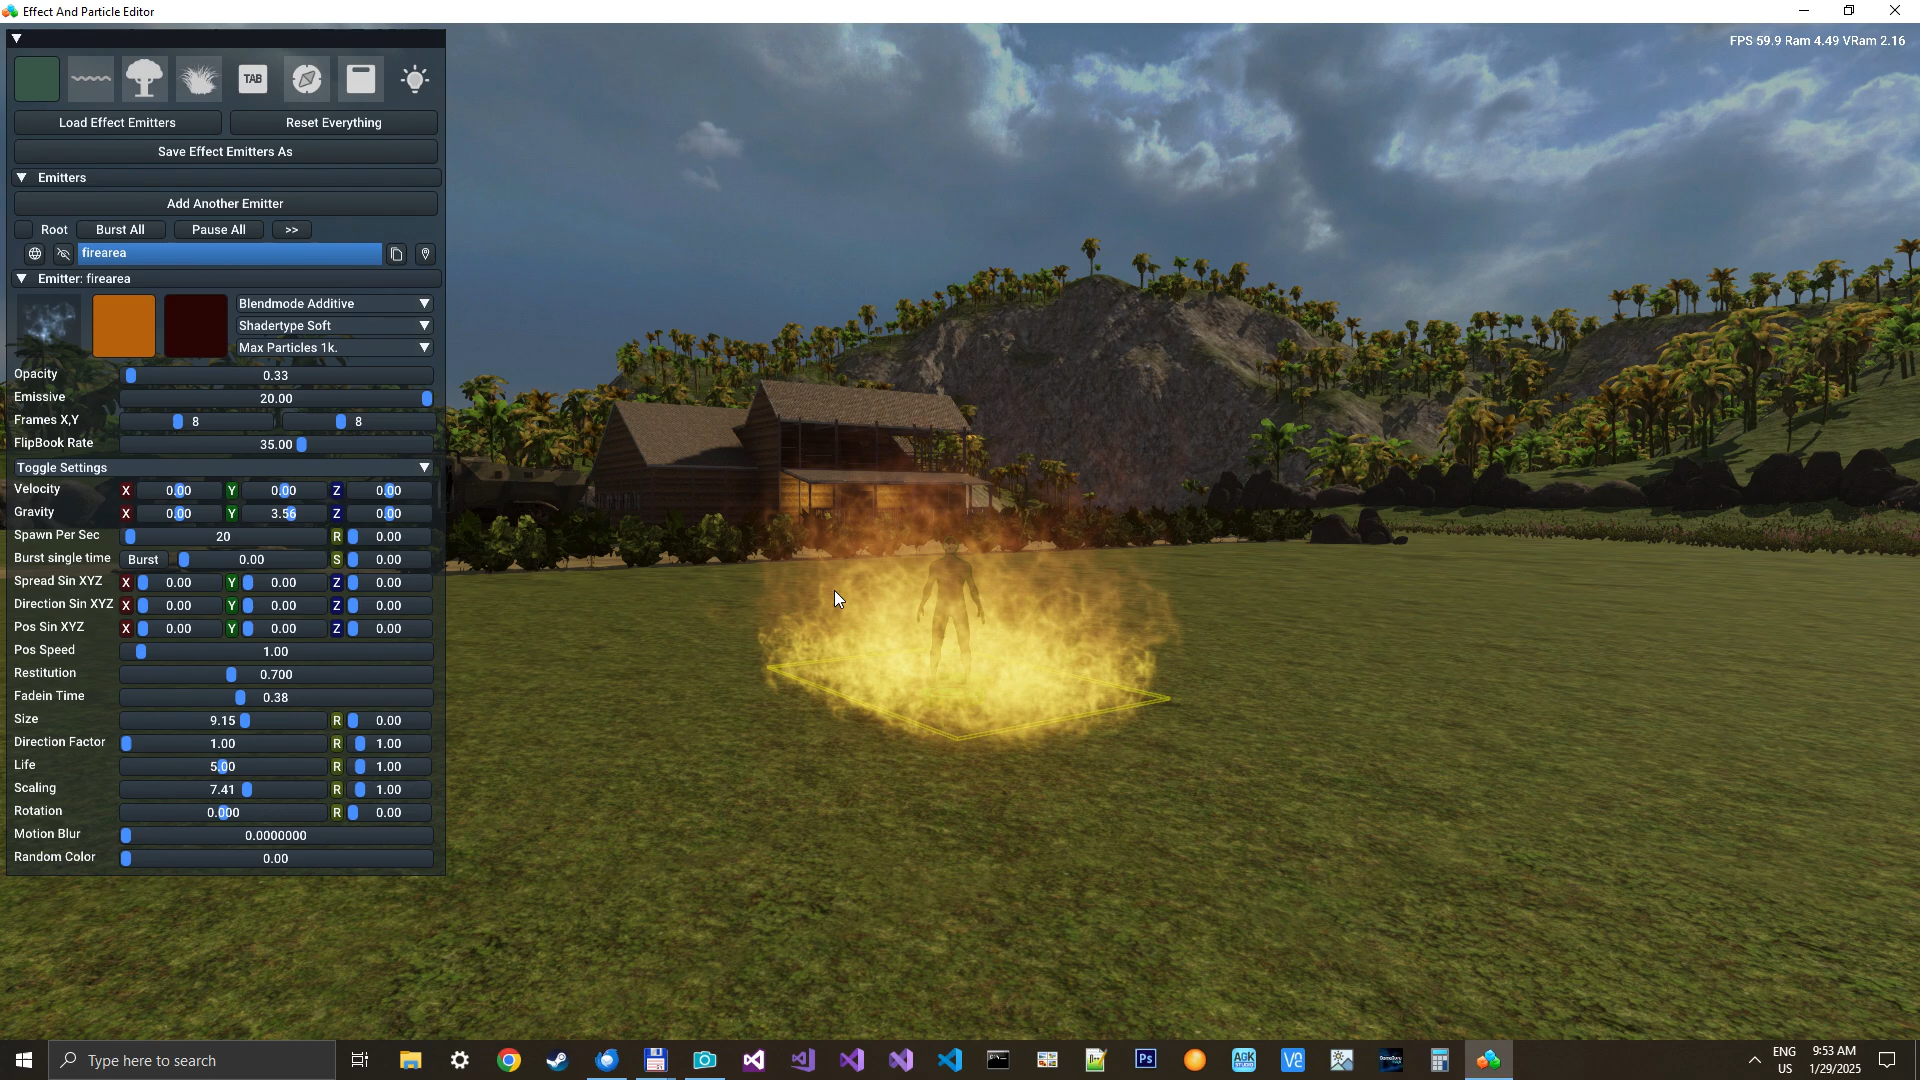 Effect And Particle Editor
FPS 59.9 Ram 4.49 VRam 2.16
TAB
Load Effect Emitters Reset Everything
Save Effect Emitters As
Emitters
Add Another Emitter
Root Burst All Pause All >>
firearea
Emitter: firearea
Blendmode Additive
Shadertype Soft
Max Particles 1k.
Opacity 0.33
Emissive 20.00
Frames X,Y 8 8
FlipBook Rate 35.00
Toggle Settings
Velocity X 0.00 Y 0.00 Z 0.00
Gravity X 0.00 Y 3.56 Z 0.00
Spawn Per Sec 20 R 0.00
Burst single time Burst 0.00 S 0.00
Spread Sin XYZ X 0.00 Y 0.00 Z 0.00
Direction Sin XYZ X 0.00 Y 0.00 Z 0.00
Pos Sin XYZ X 0.00 Y 0.00 Z 0.00
Pos Speed 1.00
Restitution 0.700
Fadein Time 0.38
Size 9.15 R 0.00
Direction Factor 1.00 R 1.00
Life 5.00 R 1.00
Scaling 7.41 R 1.00
Rotation 0.000 R 0.00
Motion Blur 0.0000000
Random Color 0.00
Type here to search
Ps
AGK
STUDIO
ENG
US
9:53 AM
1/29/2025